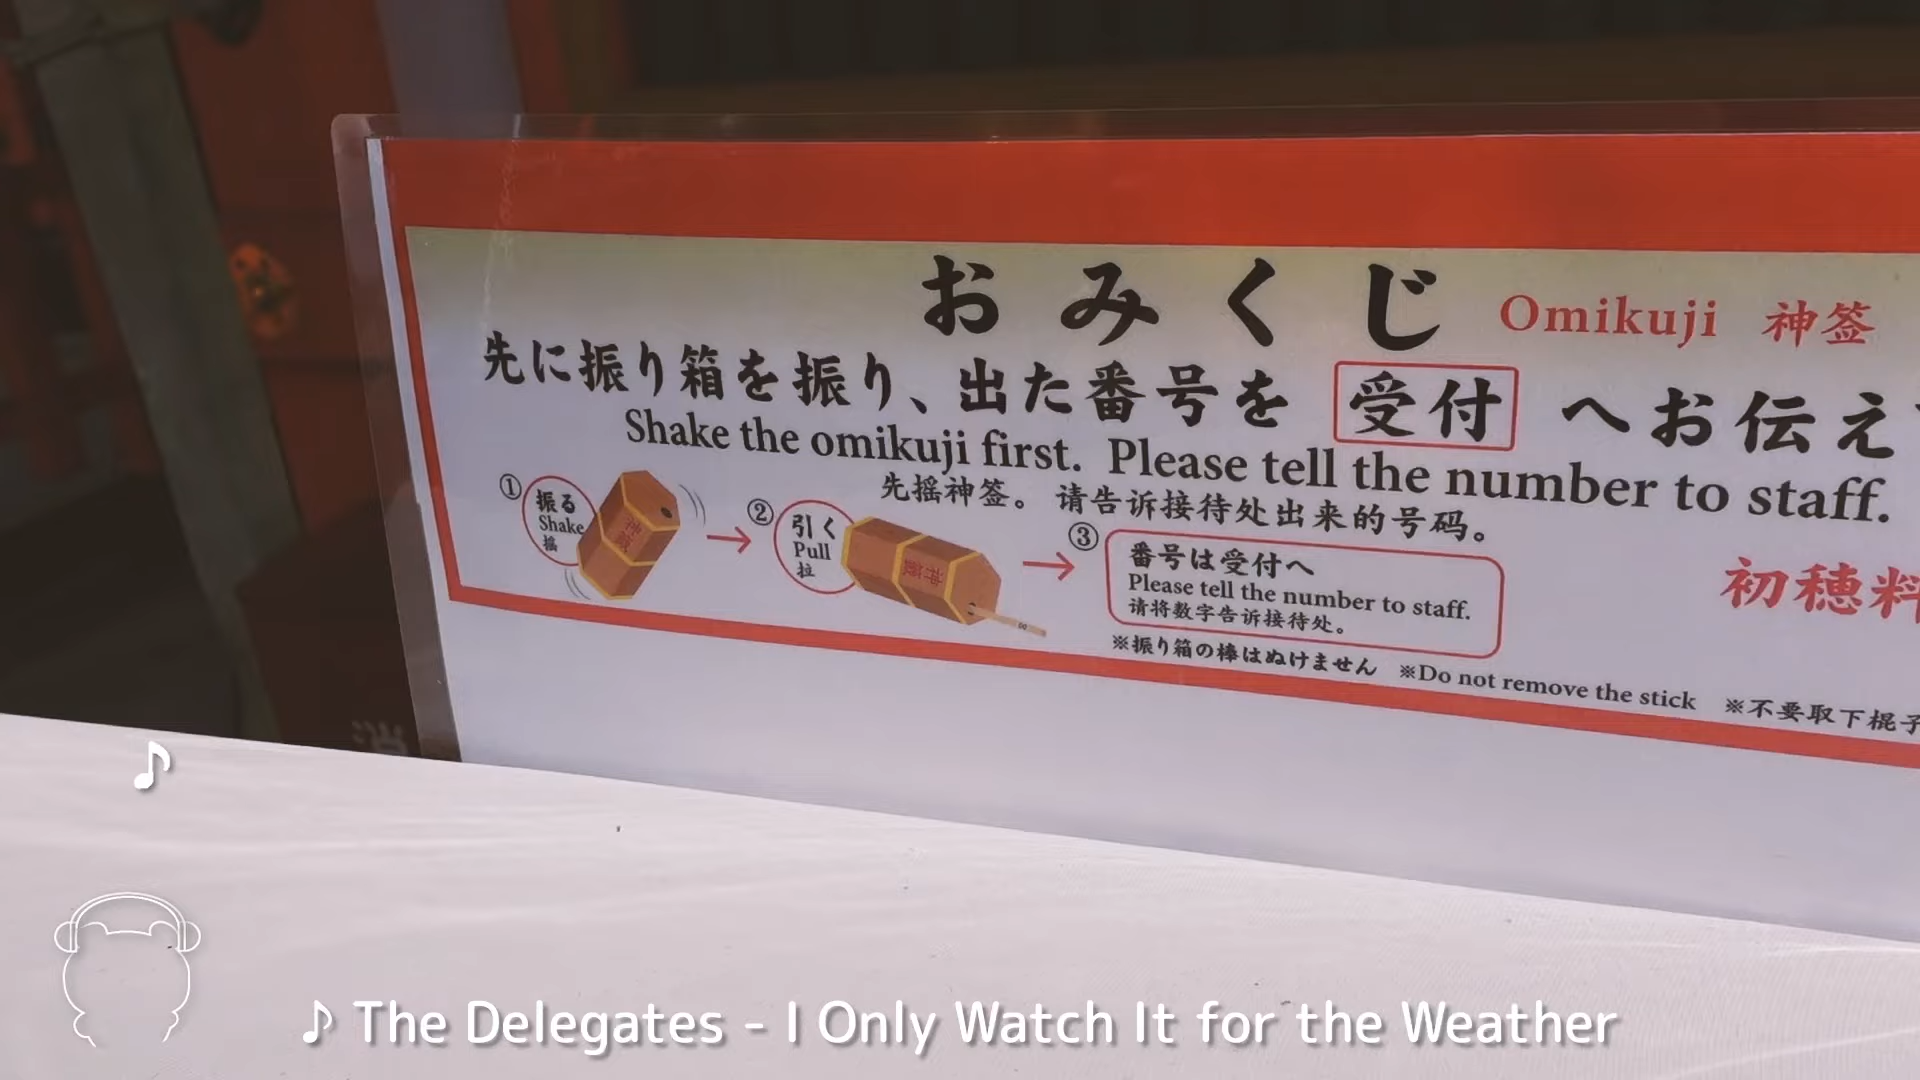 おみくじ Omikuji 神签
先に振り箱を振り、出た番号を 受付 へお伝え
Shake the omikuji first. Please tell the number to staff.
先摇神签。 请告诉接待处出来的号码。
① 振る
Shake
摇
② 引く
Pull
拉
③ 番号は受付へ
Please tell the number to staff.
请将数字告诉接待处。
初穂料
※振り箱の棒はぬけません ※Do not remove the stick ※不要取下棍子
♪ The Delegates - I Only Watch It for the Weather